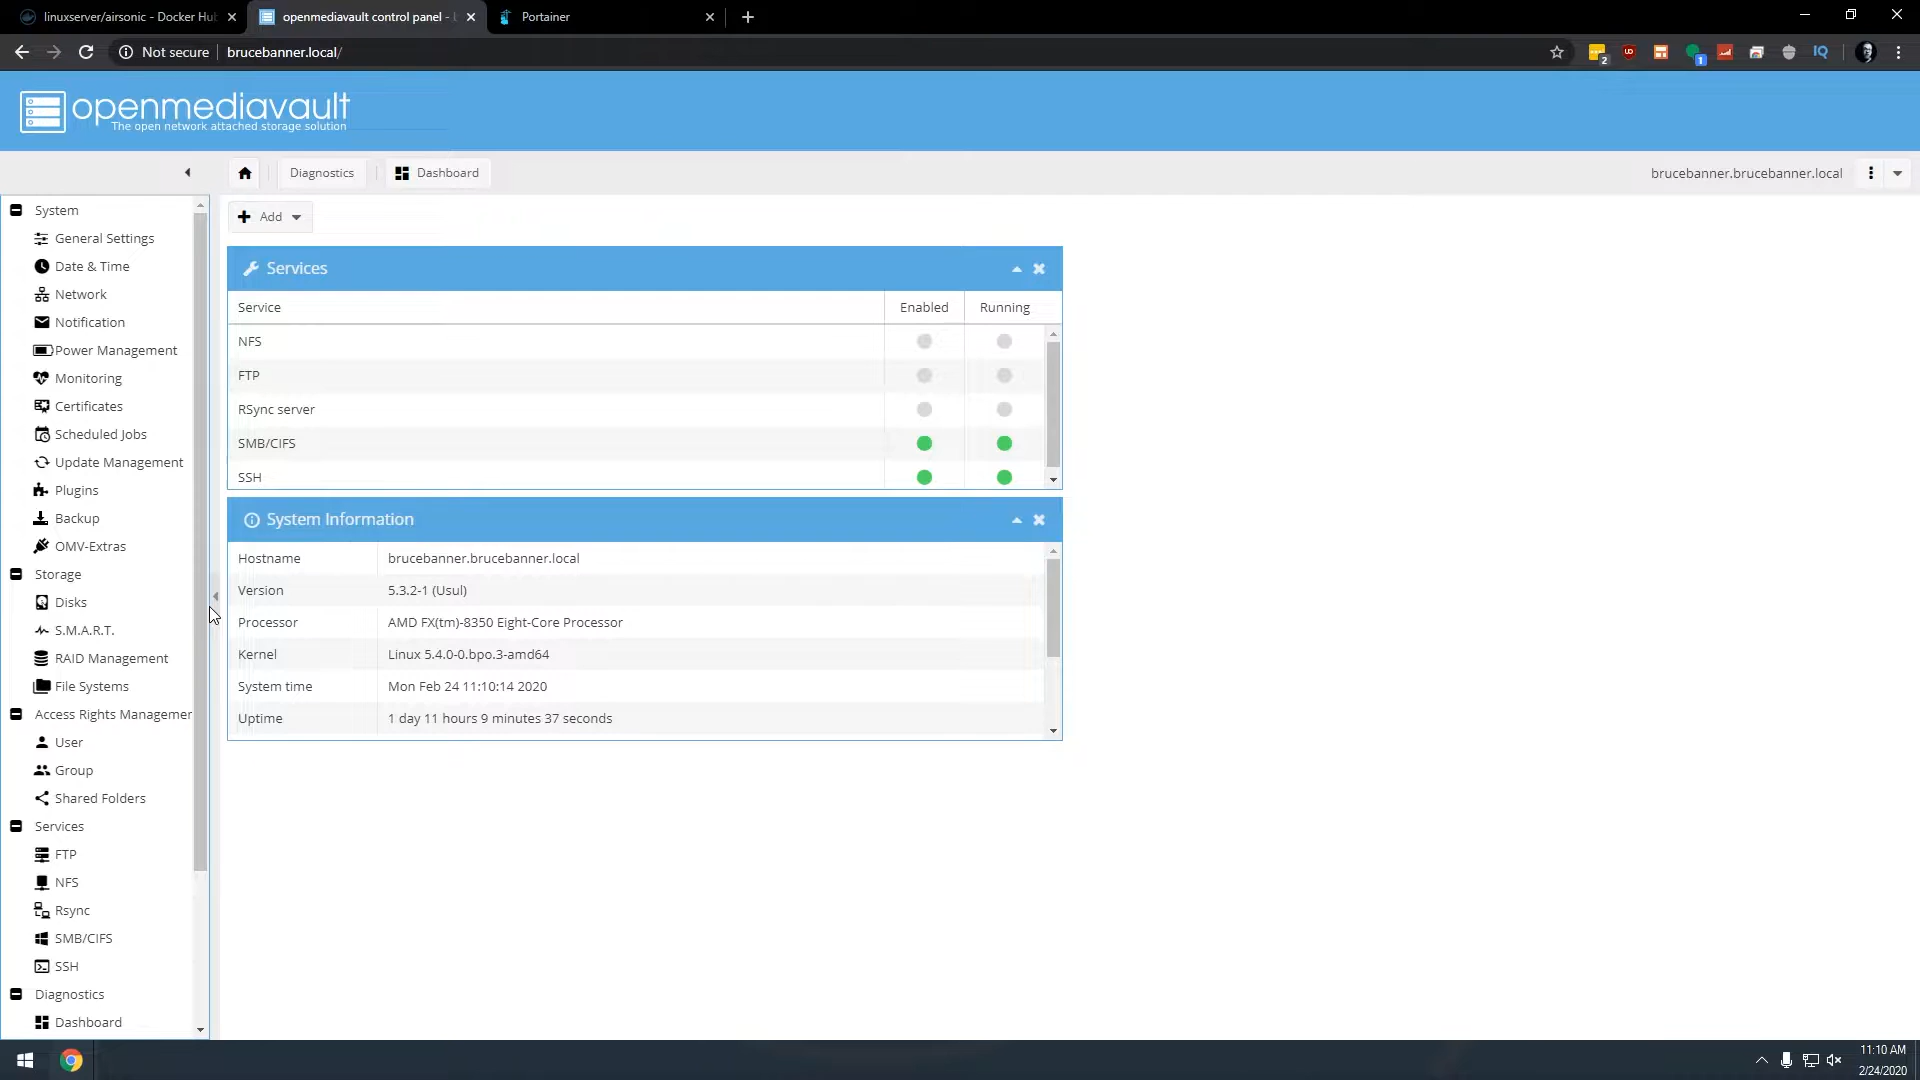 linuxserver/airsonic - Docker Hu
openmediavault control panel -
Portainer
Not secure
brucebanner.local/
2
1
IQ
openmediavault
The open network attached storage solution
Diagnostics
Dashboard
brucebanner.brucebanner.local
System
General Settings
Date & Time
Network
Notification
Power Management
Monitoring
Certificates
Scheduled Jobs
Update Management
Plugins
Backup
OMV-Extras
Storage
Disks
S.M.A.R.T.
RAID Management
File Systems
Access Rights Managemer
User
Group
Shared Folders
Services
FTP
NFS
Rsync
SMB/CIFS
SSH
Diagnostics
Dashboard
Add
Services
Service Enabled Running
NFS
FTP
RSync server
SMB/CIFS
SSH
System Information
Hostname brucebanner.brucebanner.local
Version 5.3.2-1 (Usul)
Processor AMD FX(tm)-8350 Eight-Core Processor
Kernel Linux 5.4.0-0.bpo.3-amd64
System time Mon Feb 24 11:10:14 2020
Uptime 1 day 11 hours 9 minutes 37 seconds
11:10 AM
2/24/2020